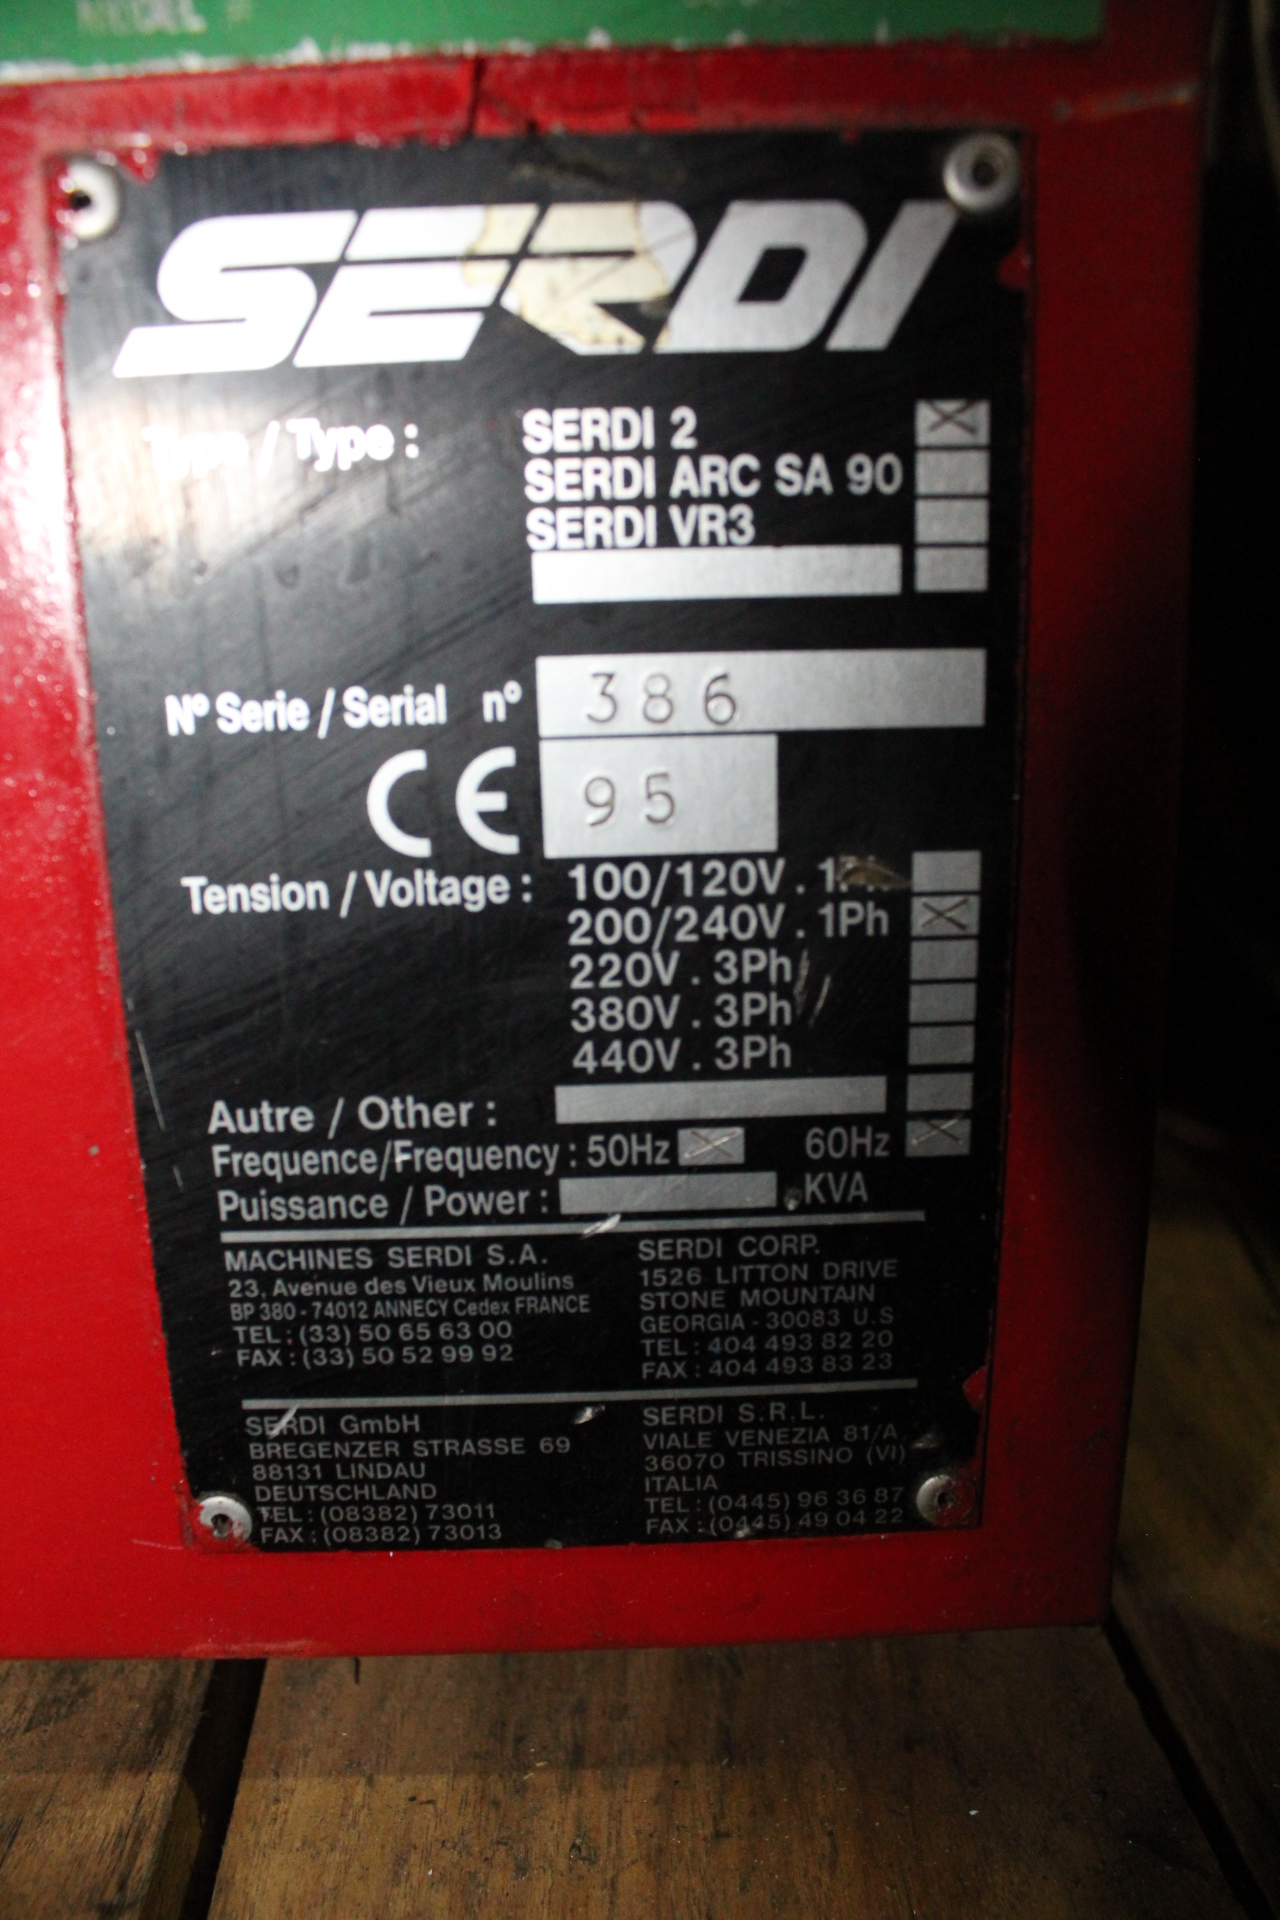 MODEL #
SERDI
Type / Type :
SERDI 2
SERDI ARC SA 90
SERDI VR3
Nº Serie / Serial nº 386
CE 95
Tension / Voltage : 100/120V . 1Ph
200/240V . 1Ph
220V . 3Ph
380V . 3Ph
440V . 3Ph
Autre / Other :
Frequence/Frequency : 50Hz 60Hz
Puissance / Power : KVA
MACHINES SERDI S.A.
23, Avenue des Vieux Moulins
BP 380 - 74012 ANNECY Cedex FRANCE
TEL : (33) 50 65 63 00
FAX : (33) 50 52 99 92
SERDI CORP.
1526 LITTON DRIVE
STONE MOUNTAIN
GEORGIA - 30083 U.S
TEL : 404 493 82 20
FAX : 404 493 83 23
SERDI GmbH
BREGENZER STRASSE 69
88131 LINDAU
DEUTSCHLAND
TEL : (08382) 73011
FAX : (08382) 73013
SERDI S.R.L.
VIALE VENEZIA 81/A
36070 TRISSINO (VI)
ITALIA
TEL : (0445) 96 36 87
FAX : (0445) 49 04 22